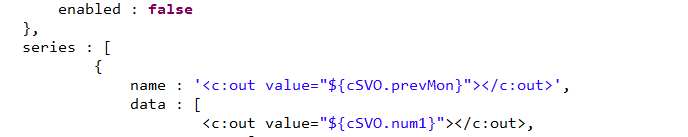 enabled : false
},
series : [
{
name : '<c:out value="${cSVO.prevMon}"></c:out>',
data : [
<c:out value="${cSVO.num1}"></c:out>,